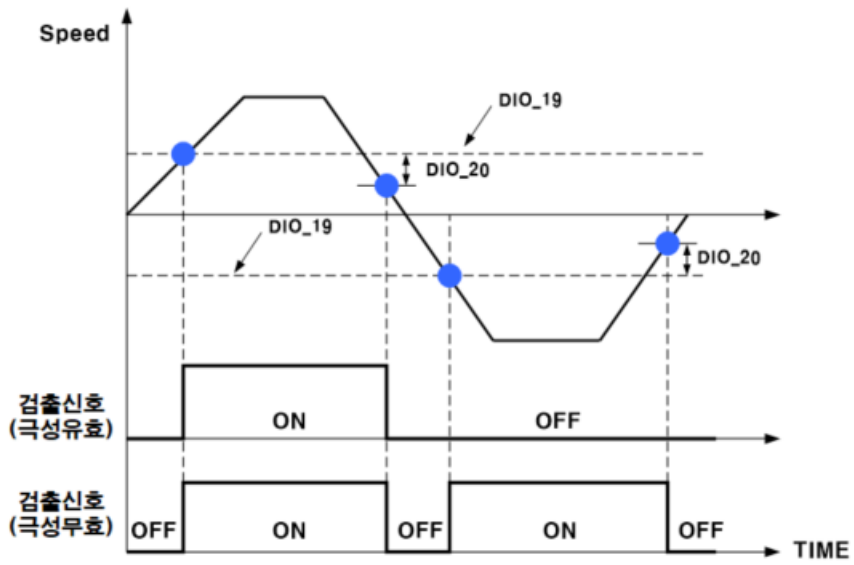 Speed
DIO_19
DIO_20
DIO_19
DIO_20
검출신호
(극성유효)
ON
OFF
검출신호
(극성무효)
OFF
ON
OFF
ON
OFF
TIME